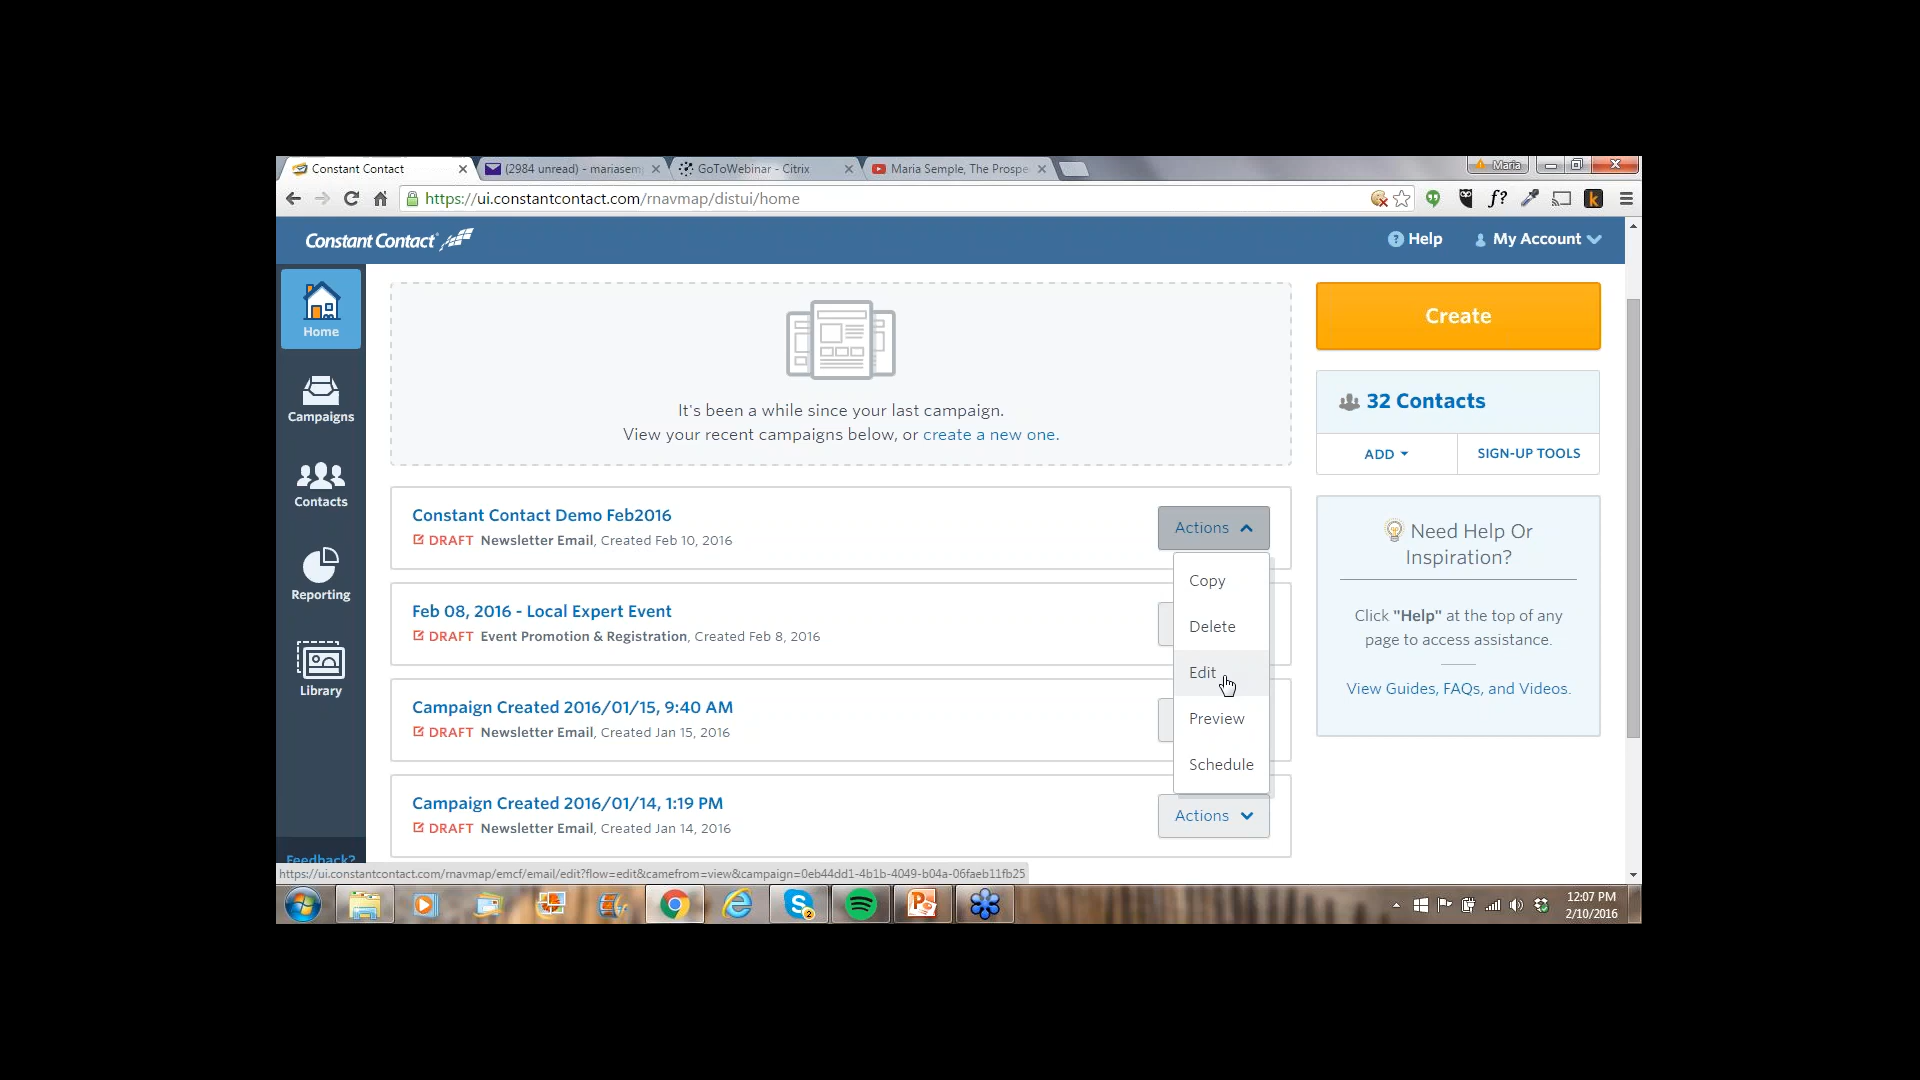 Constant Contact
(2984 unread) - mariasem
GoToWebinar - Citrix
Maria Semple, The Prospe
Maria
https://ui.constantcontact.com/rnavmap/distui/home
f?
k
Constant Contact
Help
My Account
Home
Campaigns
Contacts
Reporting
Library
Feedback?
It's been a while since your last campaign.
View your recent campaigns below, or create a new one.
Constant Contact Demo Feb2016
DRAFT Newsletter Email, Created Feb 10, 2016
Actions
Copy
Delete
Edit
Preview
Schedule
Feb 08, 2016 - Local Expert Event
DRAFT Event Promotion & Registration, Created Feb 8, 2016
Campaign Created 2016/01/15, 9:40 AM
DRAFT Newsletter Email, Created Jan 15, 2016
Campaign Created 2016/01/14, 1:19 PM
DRAFT Newsletter Email, Created Jan 14, 2016
Actions
Create
32 Contacts
ADD
SIGN-UP TOOLS
Need Help Or
Inspiration?
Click "Help" at the top of any
page to access assistance.
View Guides, FAQs, and Videos.
https://ui.constantcontact.com/rnavmap/emcf/email/edit?flow=edit&camefrom=view&campaign=0eb44dd1-4b1b-4049-b04a-06faeb11fb25
2
12:07 PM
2/10/2016